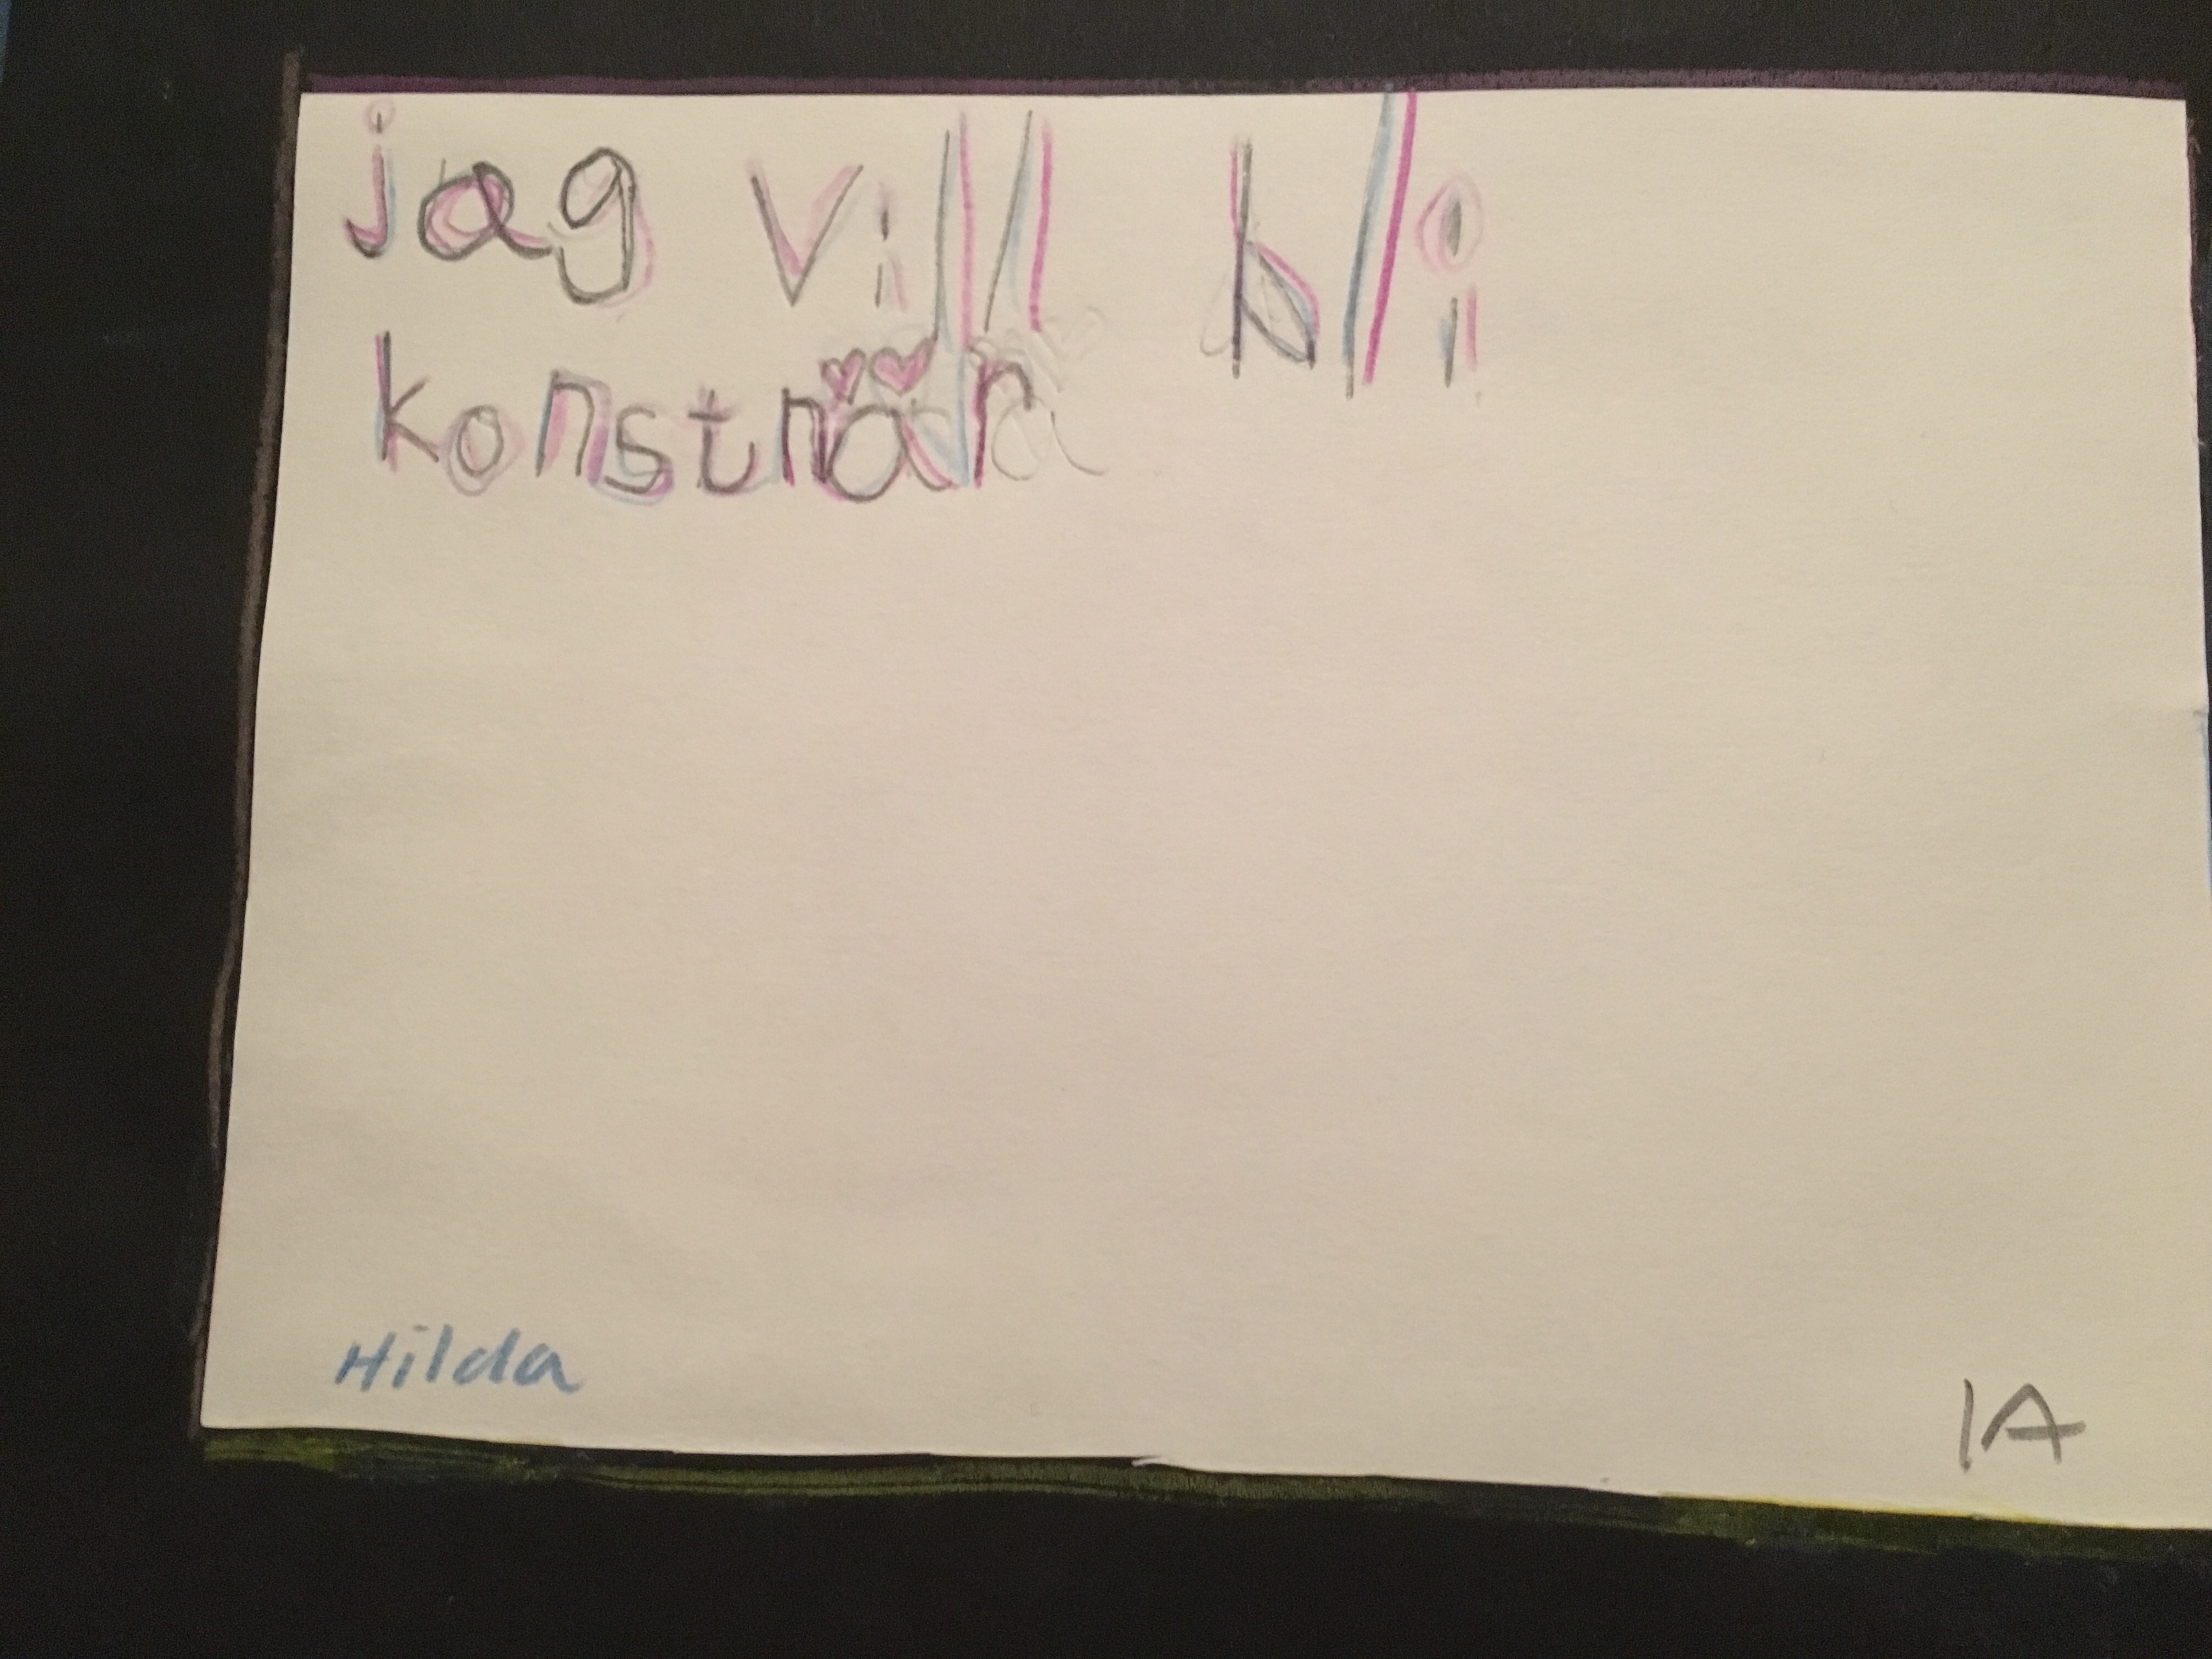 jag vill bli
konstnär
Hilda
1A